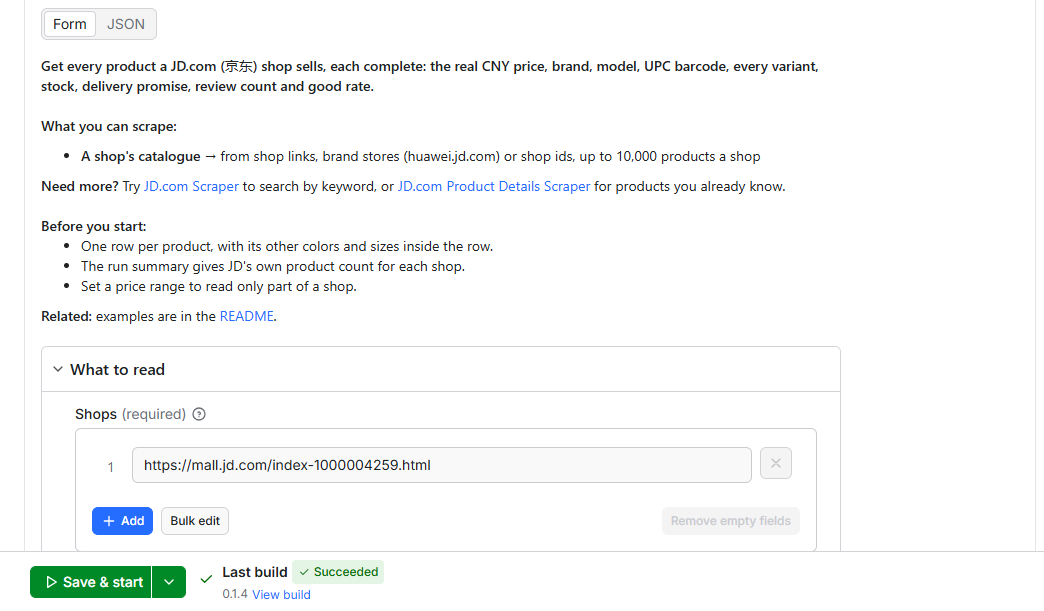 Form JSON
Get every product a JD.com (京东) shop sells, each complete: the real CNY price, brand, model, UPC barcode, every variant,
stock, delivery promise, review count and good rate.
What you can scrape:
• A shop's catalogue → from shop links, brand stores (huawei.jd.com) or shop ids, up to 10,000 products a shop
Need more? Try JD.com Scraper to search by keyword, or JD.com Product Details Scraper for products you already know.
Before you start:
• One row per product, with its other colors and sizes inside the row.
• The run summary gives JD's own product count for each shop.
• Set a price range to read only part of a shop.
Related: examples are in the README.
What to read
Shops (required) ?
1 https://mall.jd.com/index-1000004259.html
+ Add Bulk edit Remove empty fields
Save & start Last build Succeeded
0.1.4 View build